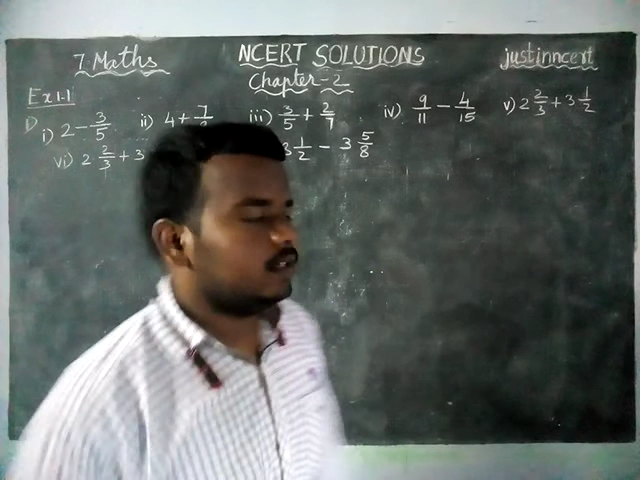 7 Maths NCERT SOLUTIONS justinncert
Chapter-2
Ex 1.1
1) i) 2 - 3/5 ii) 4 + 7/ iii) 3/5 + 2/7 iv) 9/11 - 4/15 v) 2 2/3 + 3 1/2
vi) 2 2/3 + 3 1/2 - 3 5/8